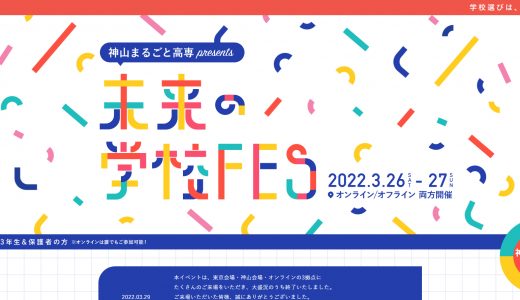 学校選びは、
神山まるごと高専 presents
未来の
学校FES
2022.3.26 SAT - 27 SUN
オンライン/オフライン 両方開催
3年生&保護者の方 ※オンラインは誰でもご参加可能!
本イベントは、東京会場・神山会場・オンラインの3拠点に
たくさんのご来場をいただき、大盛況のうち終了いたしました。
2022.03.29
ご来場いただいた皆様、誠にありがとうございました。